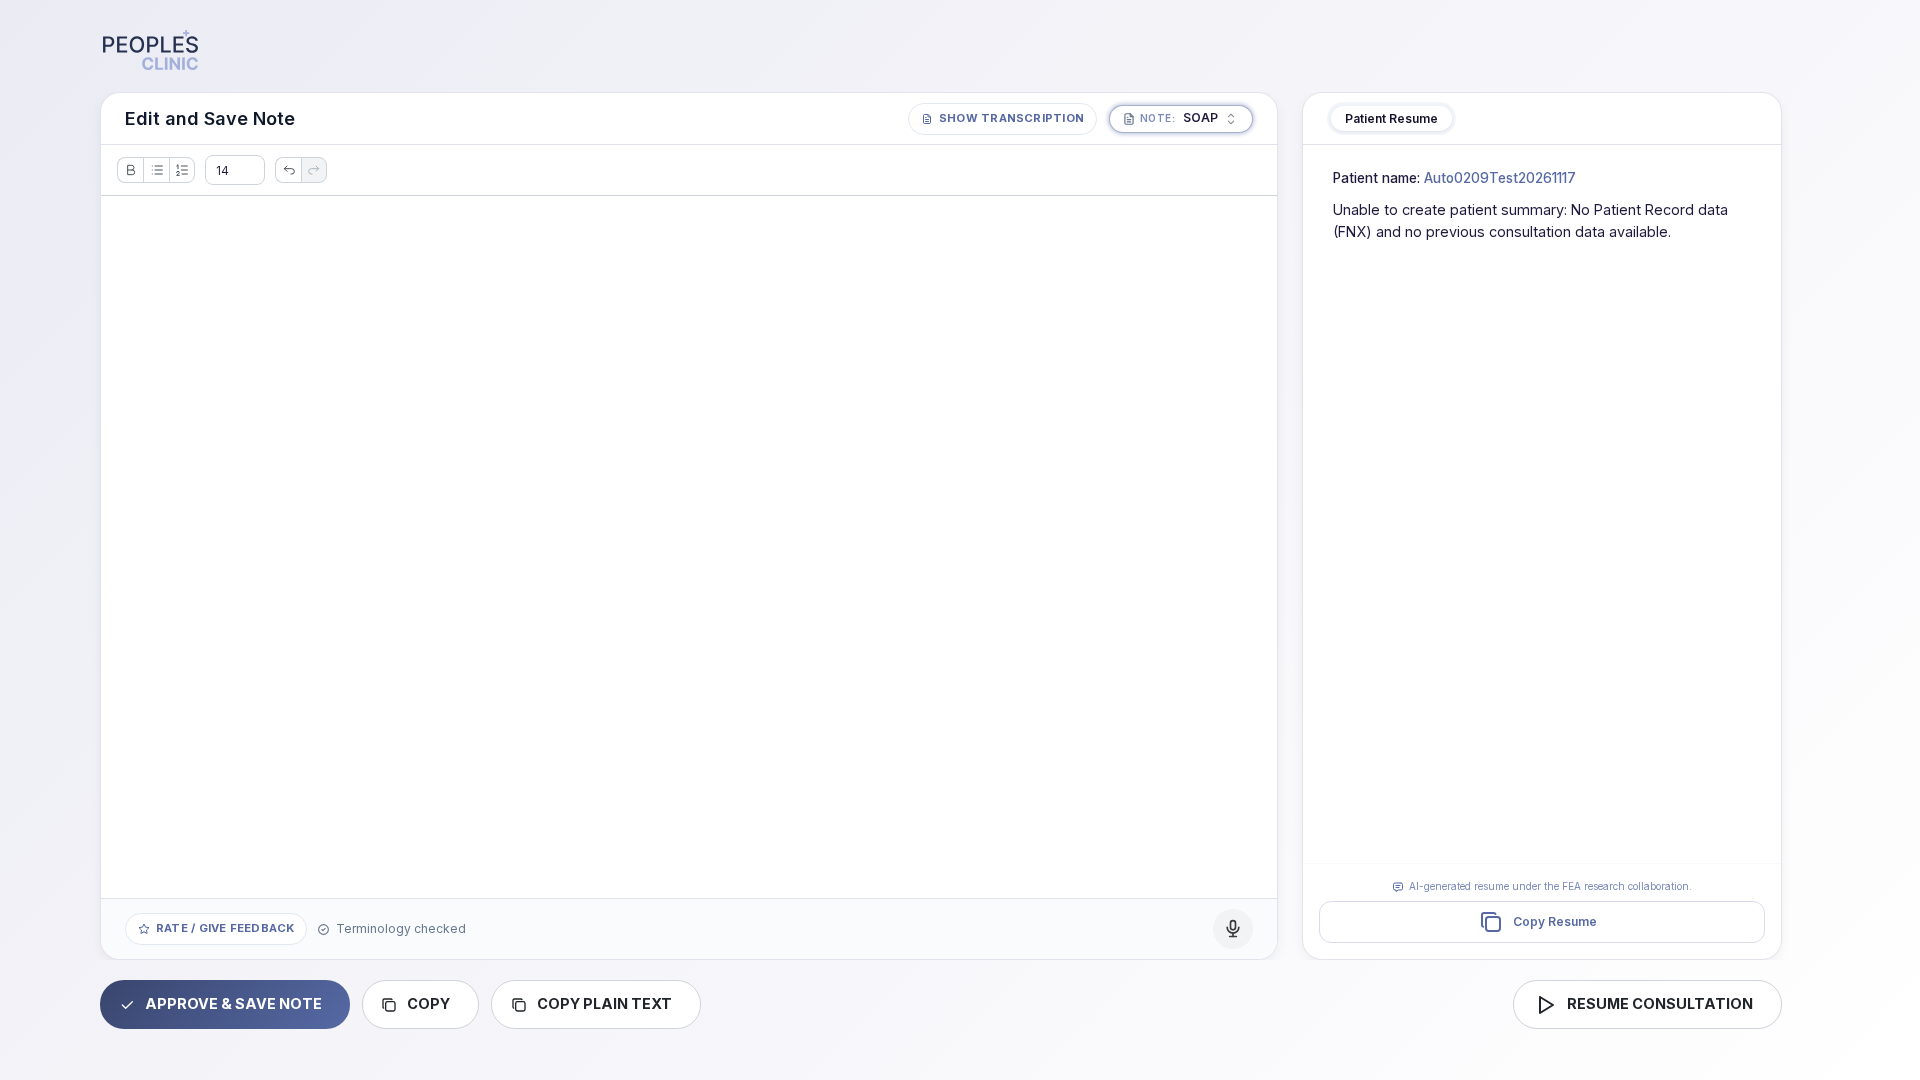 PEOPLES
CLINIC
Edit and Save Note
SHOW TRANSCRIPTION
NOTE: SOAP
14
Patient Resume
Patient name: Auto0209Test20261117
Unable to create patient summary: No Patient Record data
(FNX) and no previous consultation data available.
AI-generated resume under the FEA research collaboration.
Copy Resume
RATE / GIVE FEEDBACK
Terminology checked
APPROVE & SAVE NOTE
COPY
COPY PLAIN TEXT
RESUME CONSULTATION